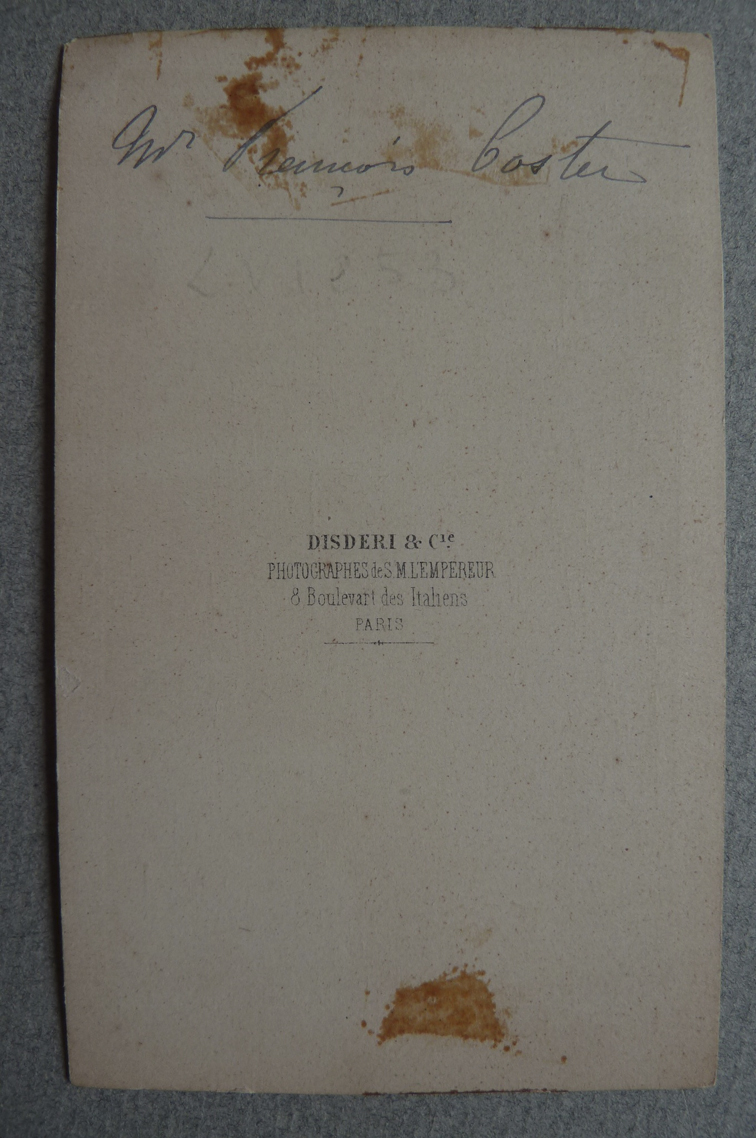 Mr François Coster
DISDERI & Cie
PHOTOGRAPHES de S.M.L'EMPEREUR
8 Boulevart des Italiens
PARIS